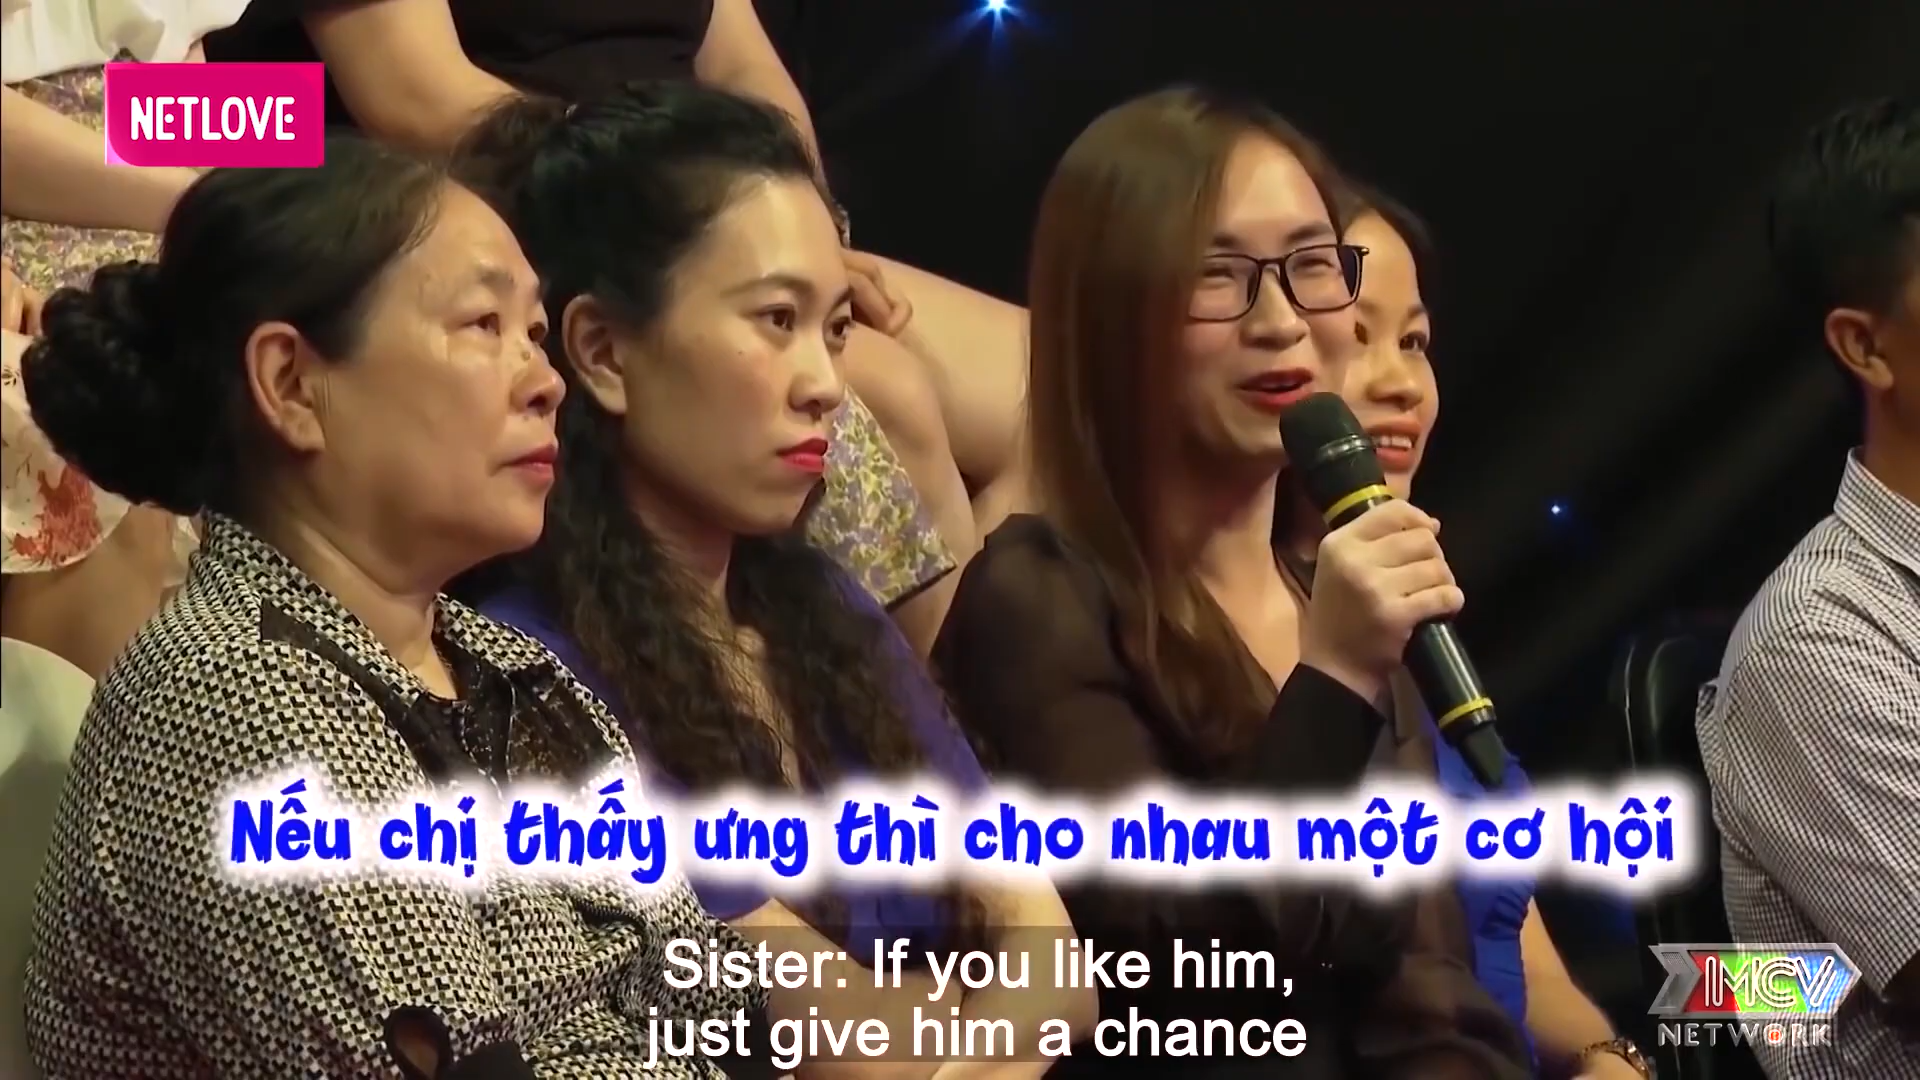 NETLOVE
Nếu chị thấy ưng thì cho nhau một cơ hội
Sister: If you like him,
just give him a chance
MCV
NETWORK